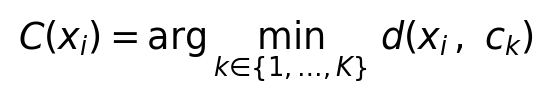 C(x_i) = arg min_{k∈{1,...,K}} d(x_i, c_k)